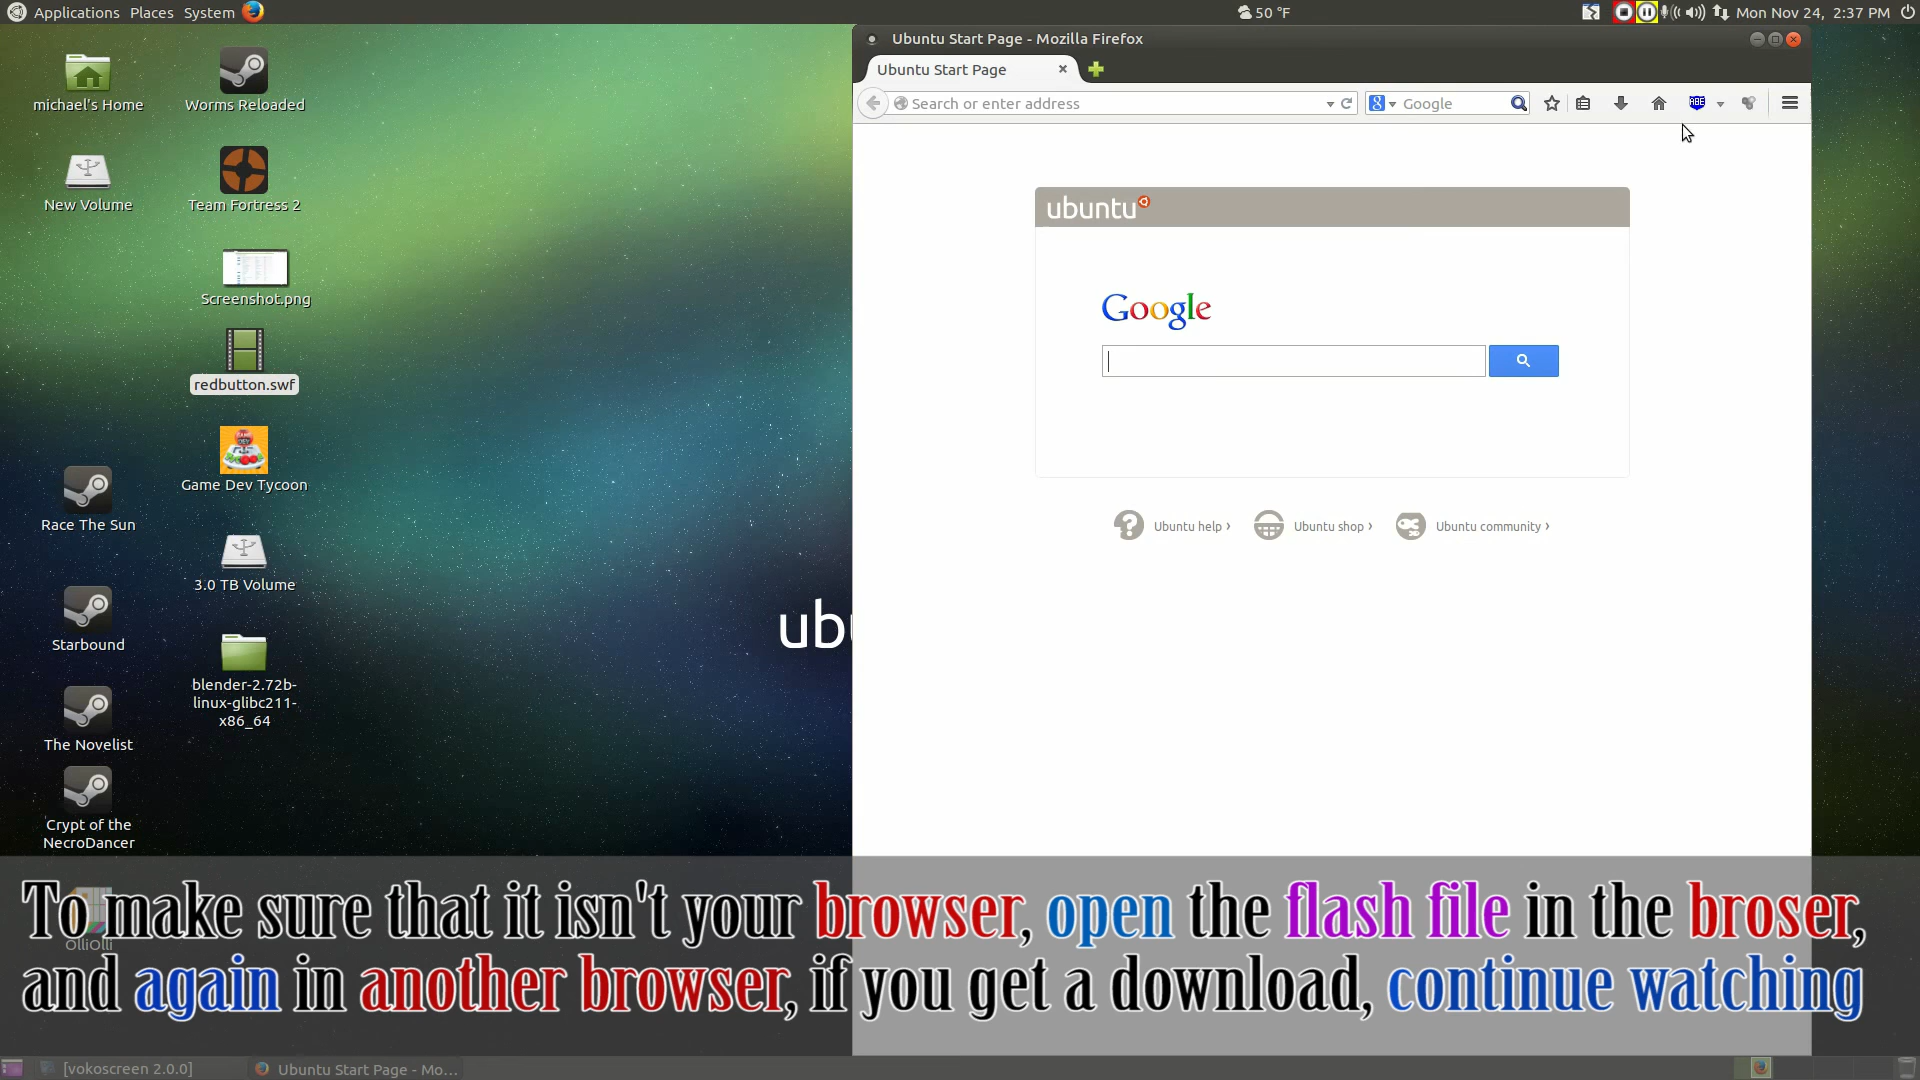 Applications Places System
50 °F
Mon Nov 24, 2:37 PM
Ubuntu Start Page - Mozilla Firefox
Ubuntu Start Page
Search or enter address
8 Google
ABE
michael's Home
Worms Reloaded
New Volume
Team Fortress 2
Screenshot.png
redbutton.swf
Game Dev Tycoon
Race The Sun
3.0 TB Volume
Starbound
blender-2.72b-
linux-glibc211-
x86_64
The Novelist
Crypt of the
NecroDancer
OlliOlli
ubu
ubuntu
Google
Ubuntu help ›
Ubuntu shop ›
Ubuntu community ›
To make sure that it isn't your browser, open the flash file in the broser,
and again in another browser, if you get a download, continue watching
[vokoscreen 2.0.0]
Ubuntu Start Page - Mo...